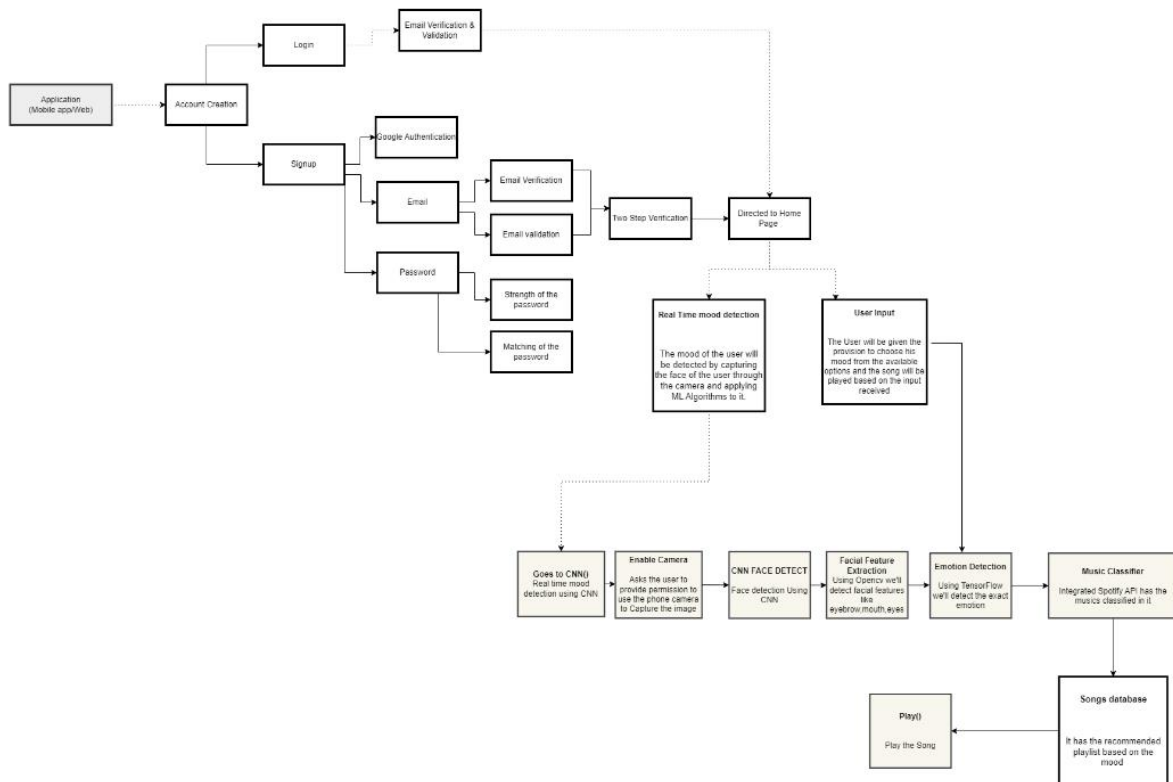 Application
(Mobile app/Web)
Account Creation
Login
Email Verification &
Validation
Signup
Google Authentication
Email
Email Verification
Email validation
Two Step Verification
Directed to Home
Page
Password
Strength of the
password
Matching of the
password
Real Time mood detection
The mood of the user will
be detected by capturing
the face of the user through
the camera and applying
ML Algorithms to it.
User Input
The User will be given the
provision to choose his
mood from the available
options and the song will be
played based on the input
received
Goes to CNN()
Real time mood
detection using CNN
Enable Camera
Asks the user to
provide permission to
use the phone camera
to Capture the image
CNN FACE DETECT
Face detection Using
CNN
Facial Feature
Extraction
Using Opencv we'll
detect facial features
like
eyebrow,mouth,eyes
Emotion Detection
Using TensorFlow
we'll detect the exact
emotion
Music Classifier
Integrated Spotify API has the
musics classified in it
Songs database
It has the recommended
playlist based on the
mood
Play()
Play the Song